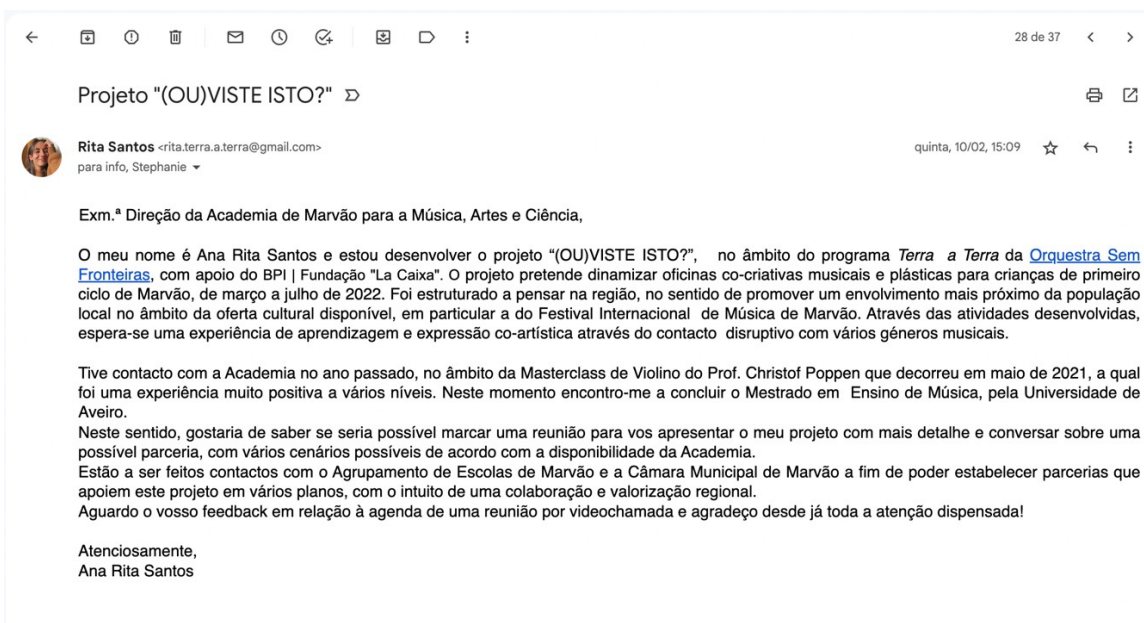 28 de 37
Projeto "(OU)VISTE ISTO?"
Rita Santos <rita.terra.a.terra@gmail.com>
quinta, 10/02, 15:09
para info, Stephanie
Exm.ª Direção da Academia de Marvão para a Música, Artes e Ciência,
O meu nome é Ana Rita Santos e estou desenvolver o projeto “(OU)VISTE ISTO?”, no âmbito do programa Terra a Terra da Orquestra Sem
Fronteiras, com apoio do BPI | Fundação "La Caixa". O projeto pretende dinamizar oficinas co-criativas musicais e plásticas para crianças de primeiro
ciclo de Marvão, de março a julho de 2022. Foi estruturado a pensar na região, no sentido de promover um envolvimento mais próximo da população
local no âmbito da oferta cultural disponível, em particular a do Festival Internacional de Música de Marvão. Através das atividades desenvolvidas,
espera-se uma experiência de aprendizagem e expressão co-artística através do contacto disruptivo com vários géneros musicais.
Tive contacto com a Academia no ano passado, no âmbito da Masterclass de Violino do Prof. Christof Poppen que decorreu em maio de 2021, a qual
foi uma experiência muito positiva a vários níveis. Neste momento encontro-me a concluir o Mestrado em Ensino de Música, pela Universidade de
Aveiro.
Neste sentido, gostaria de saber se seria possível marcar uma reunião para vos apresentar o meu projeto com mais detalhe e conversar sobre uma
possível parceria, com vários cenários possíveis de acordo com a disponibilidade da Academia.
Estão a ser feitos contactos com o Agrupamento de Escolas de Marvão e a Câmara Municipal de Marvão a fim de poder estabelecer parcerias que
apoiem este projeto em vários planos, com o intuito de uma colaboração e valorização regional.
Aguardo o vosso feedback em relação à agenda de uma reunião por videochamada e agradeço desde já toda a atenção dispensada!
Atenciosamente,
Ana Rita Santos